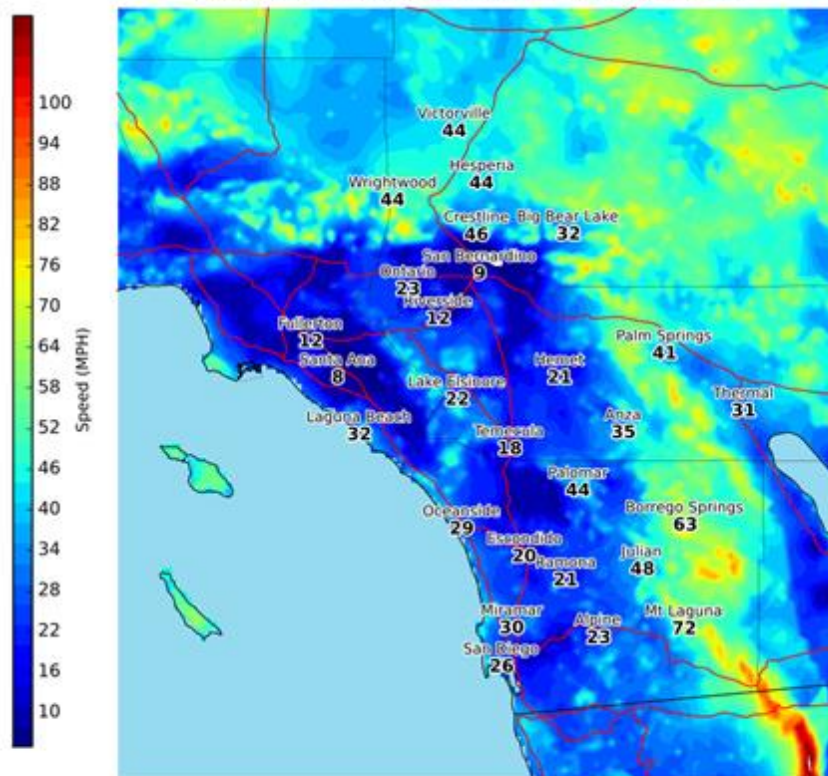 100
94
88
82
76
70
64
58
52
46
40
34
28
22
16
10
Speed (MPH)
Victorville
44
Hesperia
44
Wrightwood
44
Crestline
46
Big Bear Lake
32
San Bernardino
9
Ontario
23
Riverside
12
Fullerton
12
Santa Ana
8
Palm Springs
41
Hemet
21
Lake Elsinore
22
Thermal
31
Laguna Beach
32
Anza
35
Temecula
18
Palomar
44
Oceanside
29
Borrego Springs
63
Escondido
20
Julian
48
Ramona
21
Miramar
30
Alpine
23
Mt Laguna
72
San Diego
26